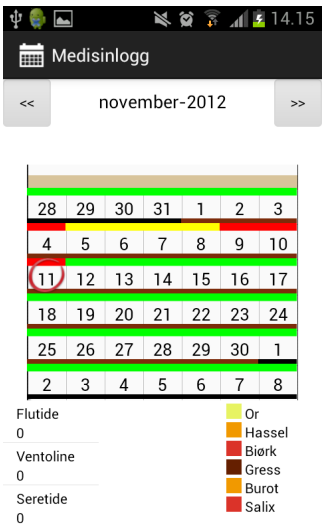 14.15
Medisinlogg
<< november-2012 >>
28 29 30 31 1 2 3
4 5 6 7 8 9 10
11 12 13 14 15 16 17
18 19 20 21 22 23 24
25 26 27 28 29 30 1
2 3 4 5 6 7 8
Flutide
0
Ventoline
0
Seretide
0
Or
Hassel
Biørk
Gress
Burot
Salix